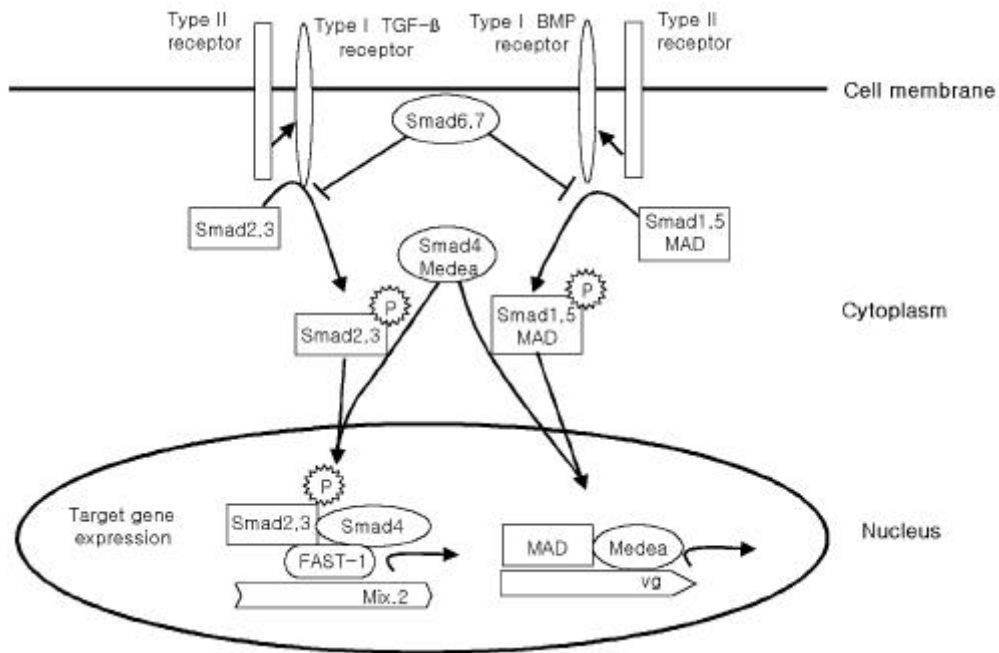 Type II
receptor
Type I TGF-ß
receptor
Type I BMP
receptor
Type II
receptor
Cell membrane
Smad6.7
Smad2.3
Smad1.5
MAD
Smad4
Medea
P
P
Smad2.3
Smad1.5
MAD
Cytoplasm
P
Target gene
expression
Smad2.3
Smad4
FAST-1
Mix.2
MAD
Medea
vg
Nucleus